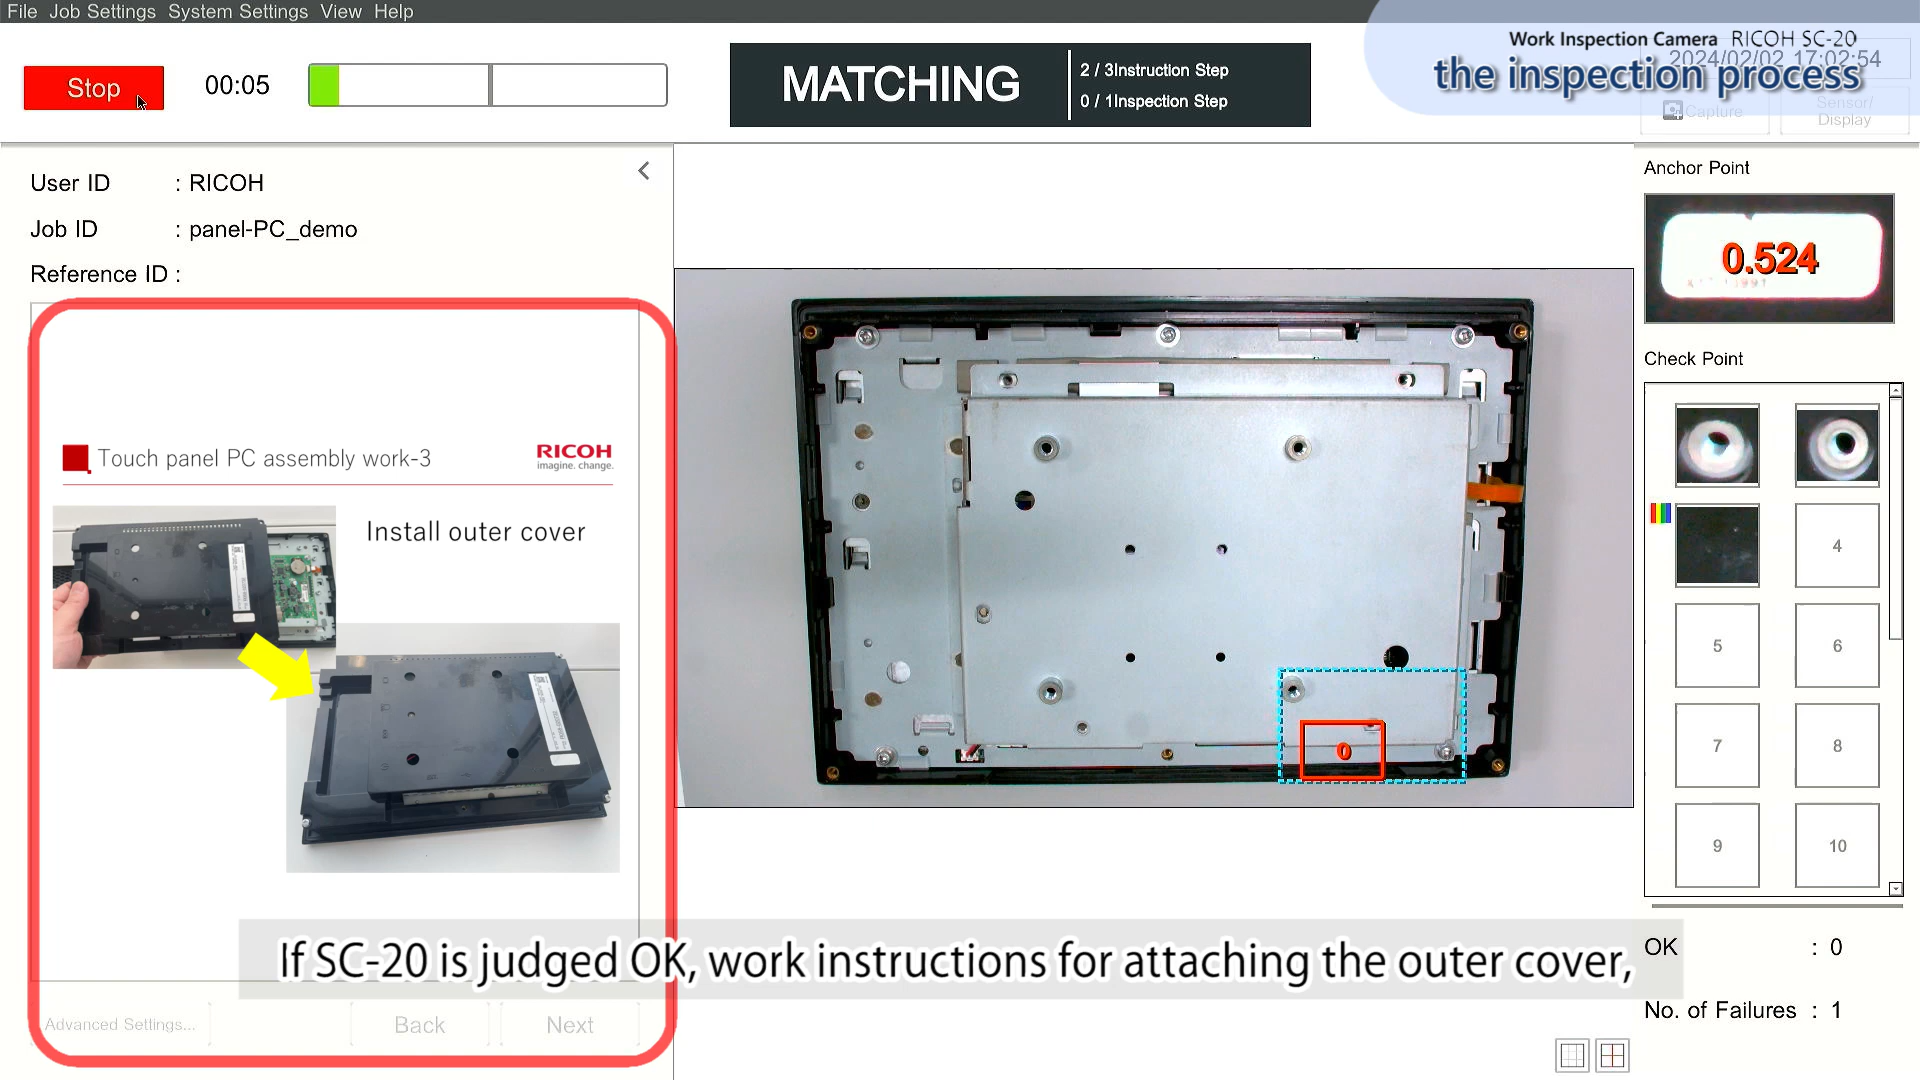 File Job Settings System Settings View Help
Work Inspection Camera RICOH SC-20
2024/02/02 17:02:54
the inspection process
Stop
00:05
MATCHING
2 / 3Instruction Step
0 / 1Inspection Step
Capture
Sensor/
Display
User ID : RICOH
Job ID : panel-PC_demo
Reference ID :
Anchor Point
0.524
Check Point
4
5
6
7
8
9
10
Touch panel PC assembly work-3
RICOH
imagine. change.
Install outer cover
0
If SC-20 is judged OK, work instructions for attaching the outer cover,
OK : 0
No. of Failures : 1
Advanced Settings...
Back
Next